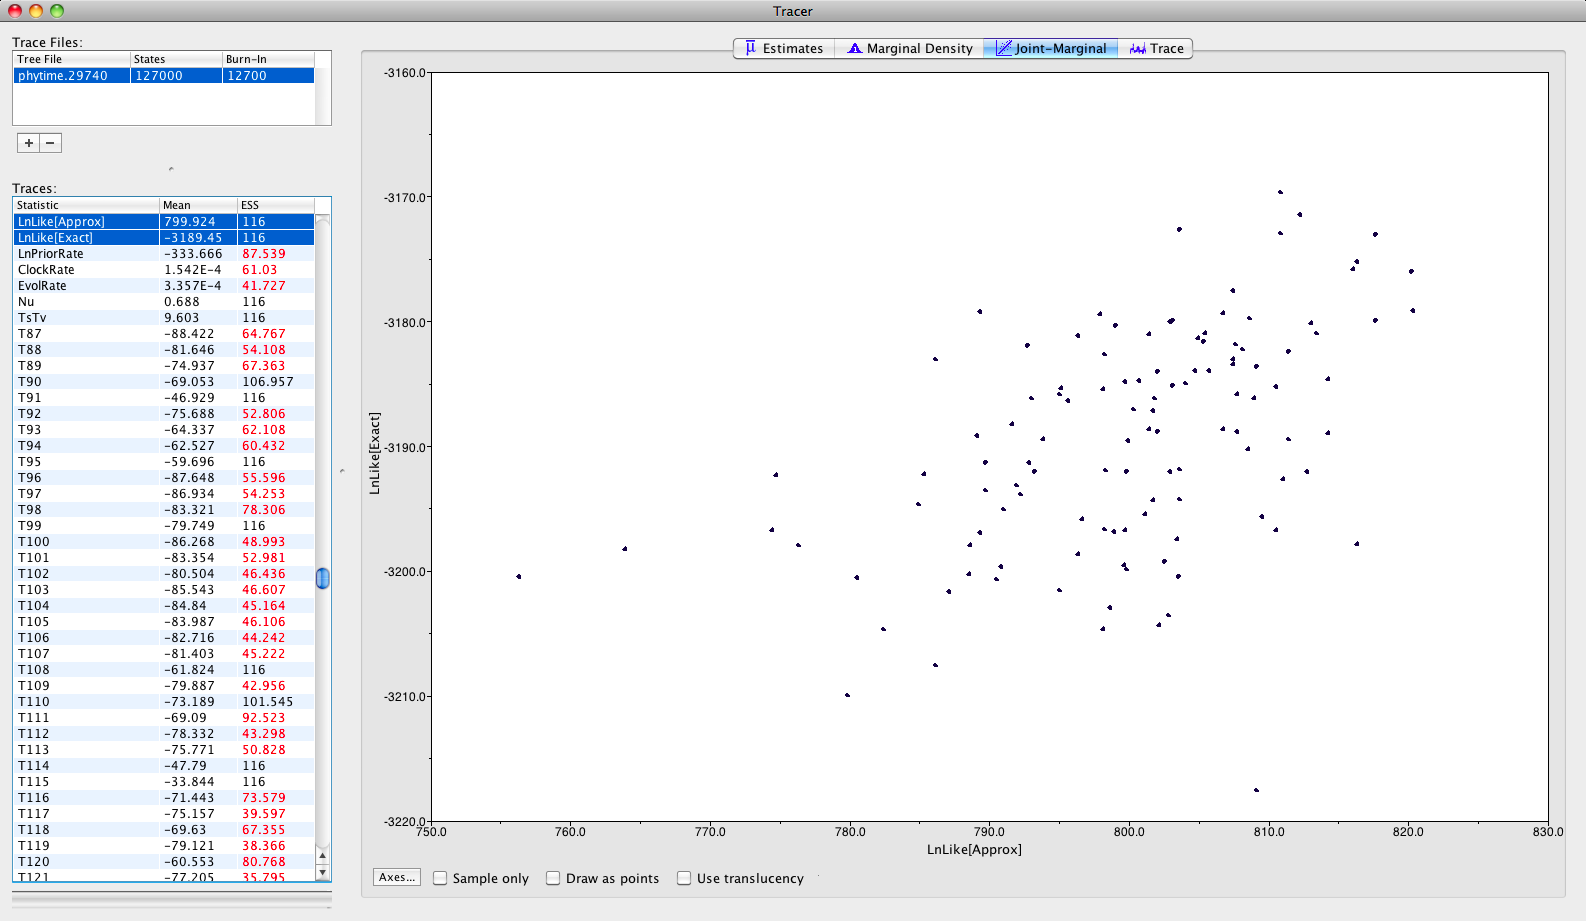 Tracer
Trace Files:
Tree File States Burn-In
phytime.29740 127000 12700
+ −
Traces:
Statistic Mean ESS
LnLike[Approx] 799.924 116
LnLike[Exact] -3189.45 116
LnPriorRate -333.666 87.539
ClockRate 1.542E-4 61.03
EvolRate 3.357E-4 41.727
Nu 0.688 116
TsTv 9.603 116
T87 -88.422 64.767
T88 -81.646 54.108
T89 -74.937 67.363
T90 -69.053 106.957
T91 -46.929 116
T92 -75.688 52.806
T93 -64.337 62.108
T94 -62.527 60.432
T95 -59.696 116
T96 -87.648 55.596
T97 -86.934 54.253
T98 -83.321 78.306
T99 -79.749 116
T100 -86.268 48.993
T101 -83.354 52.981
T102 -80.504 46.436
T103 -85.543 46.607
T104 -84.84 45.164
T105 -83.987 46.106
T106 -82.716 44.242
T107 -81.403 45.222
T108 -61.824 116
T109 -79.887 42.956
T110 -73.189 101.545
T111 -69.09 92.523
T112 -78.332 43.298
T113 -75.771 50.828
T114 -47.79 116
T115 -33.844 116
T116 -71.443 73.579
T117 -75.157 39.597
T118 -69.63 67.355
T119 -79.121 38.366
T120 -60.553 80.768
T121 -77.205 35.795
μ Estimates Marginal Density Joint-Marginal Trace
-3160.0
-3170.0
-3180.0
-3190.0
-3200.0
-3210.0
-3220.0
LnLike[Exact]
750.0 760.0 770.0 780.0 790.0 800.0 810.0 820.0 830.0
LnLike[Approx]
Axes... Sample only Draw as points Use translucency